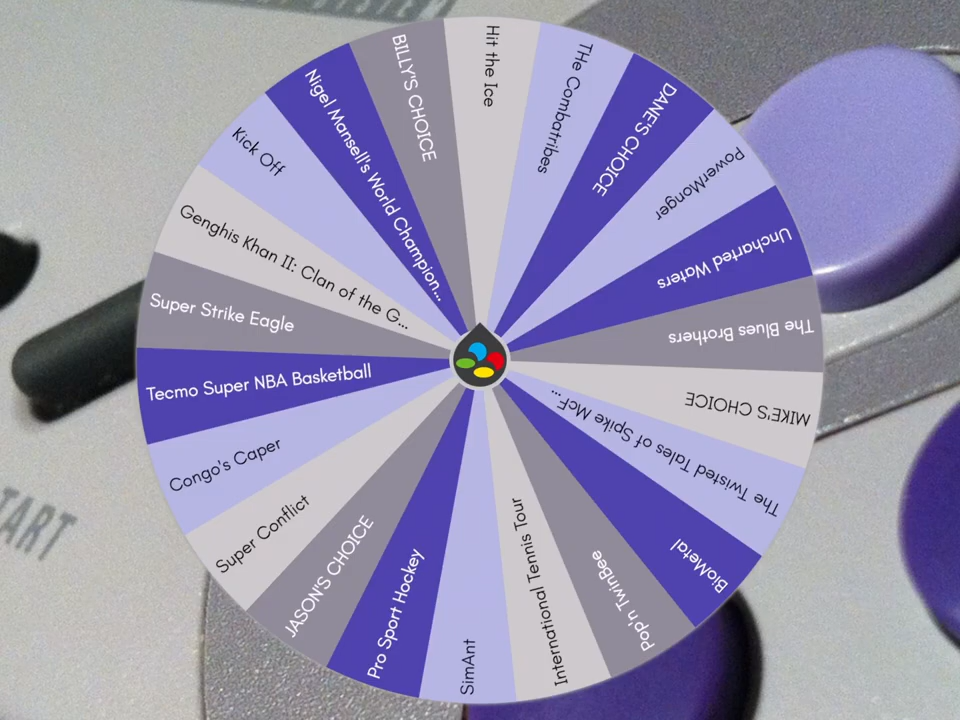 Hit the Ice
THe Combatribes
DANE'S CHOICE
PowerMonger
Uncharted Waters
The Blues Brothers
MIKE'S CHOICE
The Twisted Tales of Spike McF...
BioMetal
Pop'n TwinBee
International Tennis Tour
SimAnt
Pro Sport Hockey
JASON'S CHOICE
Super Conflict
Congo's Caper
Tecmo Super NBA Basketball
Super Strike Eagle
Genghis Khan II: Clan of the G...
Kick Off
Nigel Mansell's World Champion...
BILLY'S CHOICE
SYSTEM
TART